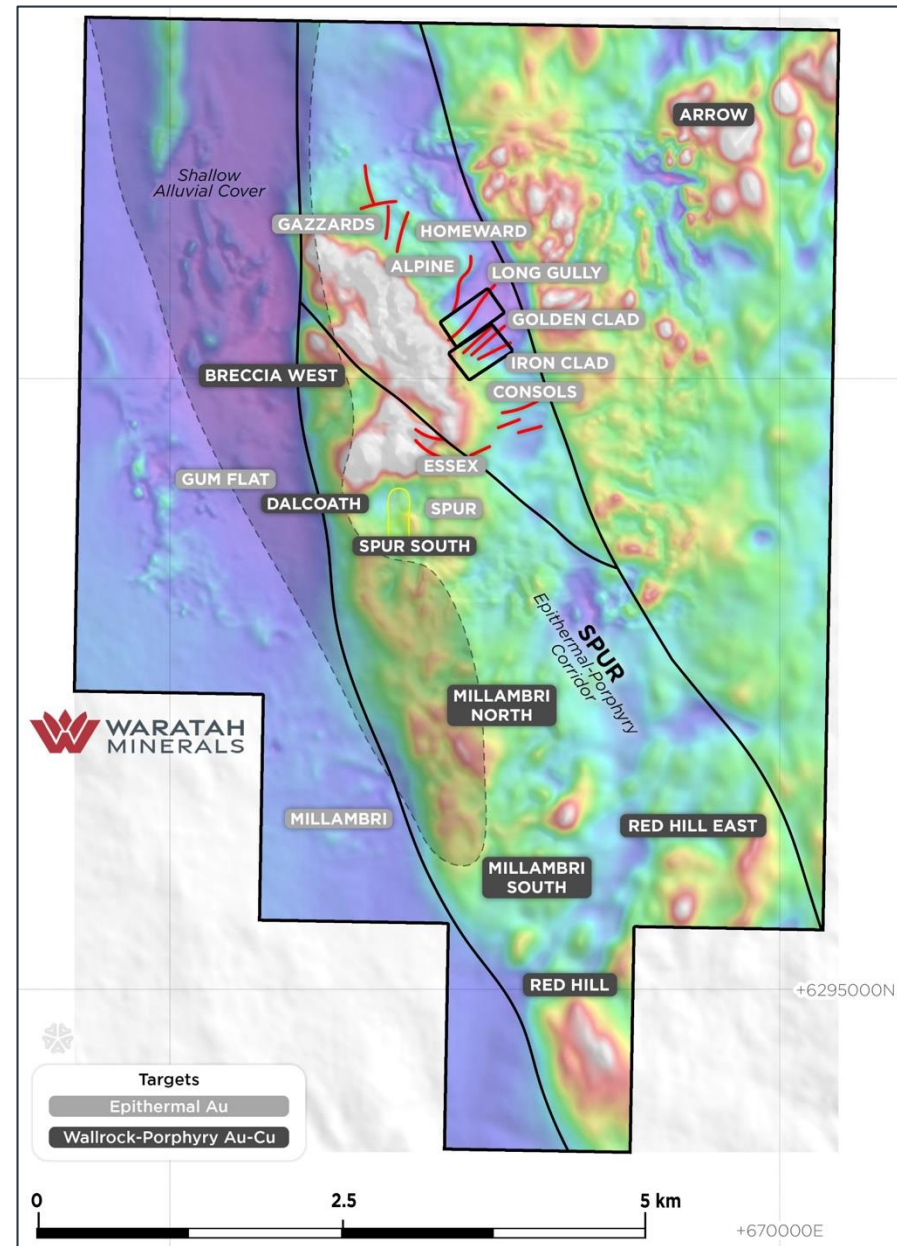 ARROW
Shallow
Alluvial Cover
GAZZARDS
HOMEWARD
ALPINE
LONG GULLY
GOLDEN CLAD
IRON CLAD
BRECCIA WEST
CONSOLS
ESSEX
GUM FLAT
DALCOATH
SPUR
SPUR SOUTH
SPUR
Epithermal-Porphyry
Corridor
MILLAMBRI
NORTH
WARATAH
MINERALS
MILLAMBRI
RED HILL EAST
MILLAMBRI
SOUTH
RED HILL
+6295000N
Targets
Epithermal Au
Wallrock-Porphyry Au-Cu
0 2.5 5 km
+670000E